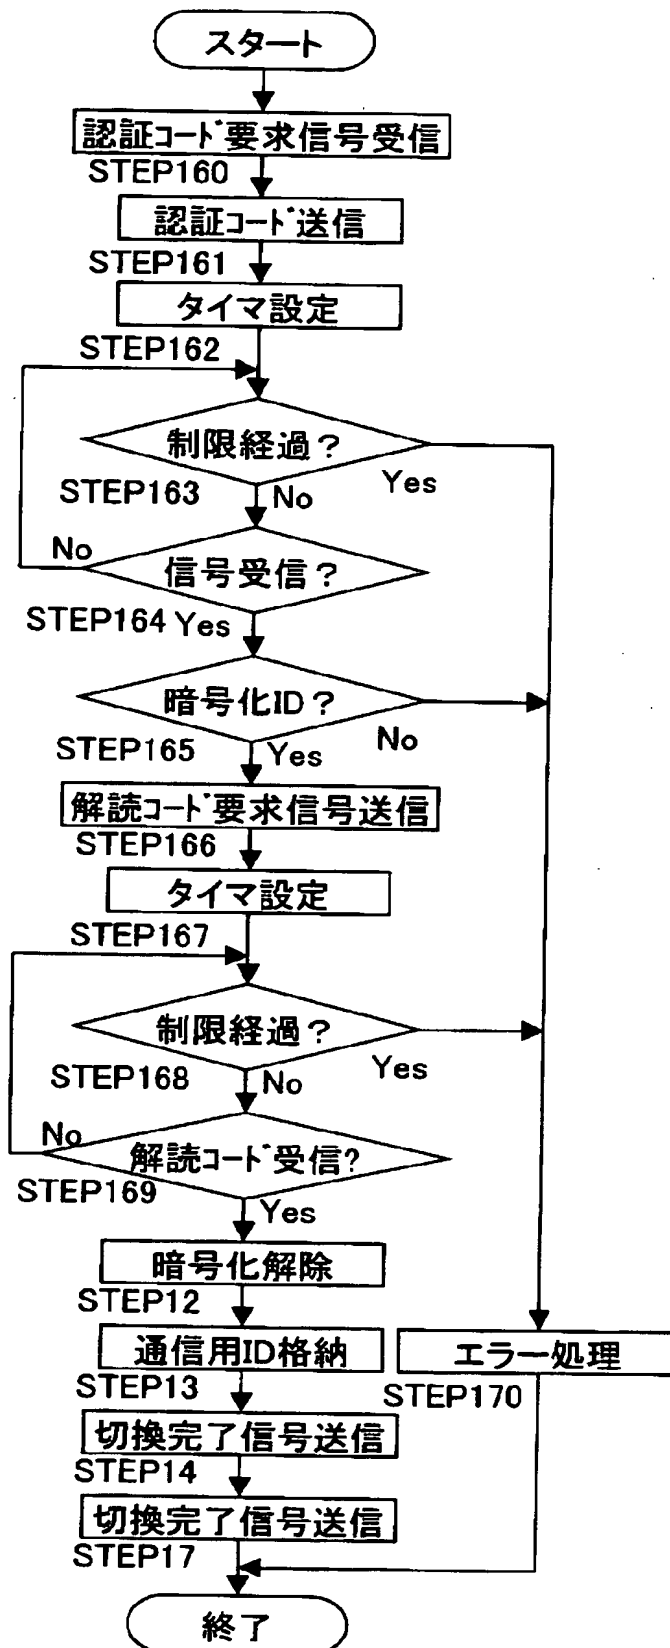 スタート
認証コード要求信号受信
STEP160
認証コード送信
STEP161
タイマ設定
STEP162
制限経過？
STEP163
No
Yes
No
信号受信？
STEP164
Yes
暗号化ID？
STEP165
Yes
No
解読コード要求信号送信
STEP166
タイマ設定
STEP167
制限経過？
STEP168
No
Yes
No
解読コード受信?
STEP169
Yes
暗号化解除
STEP12
通信用ID格納
エラー処理
STEP13
STEP170
切換完了信号送信
STEP14
切換完了信号送信
STEP17
終了